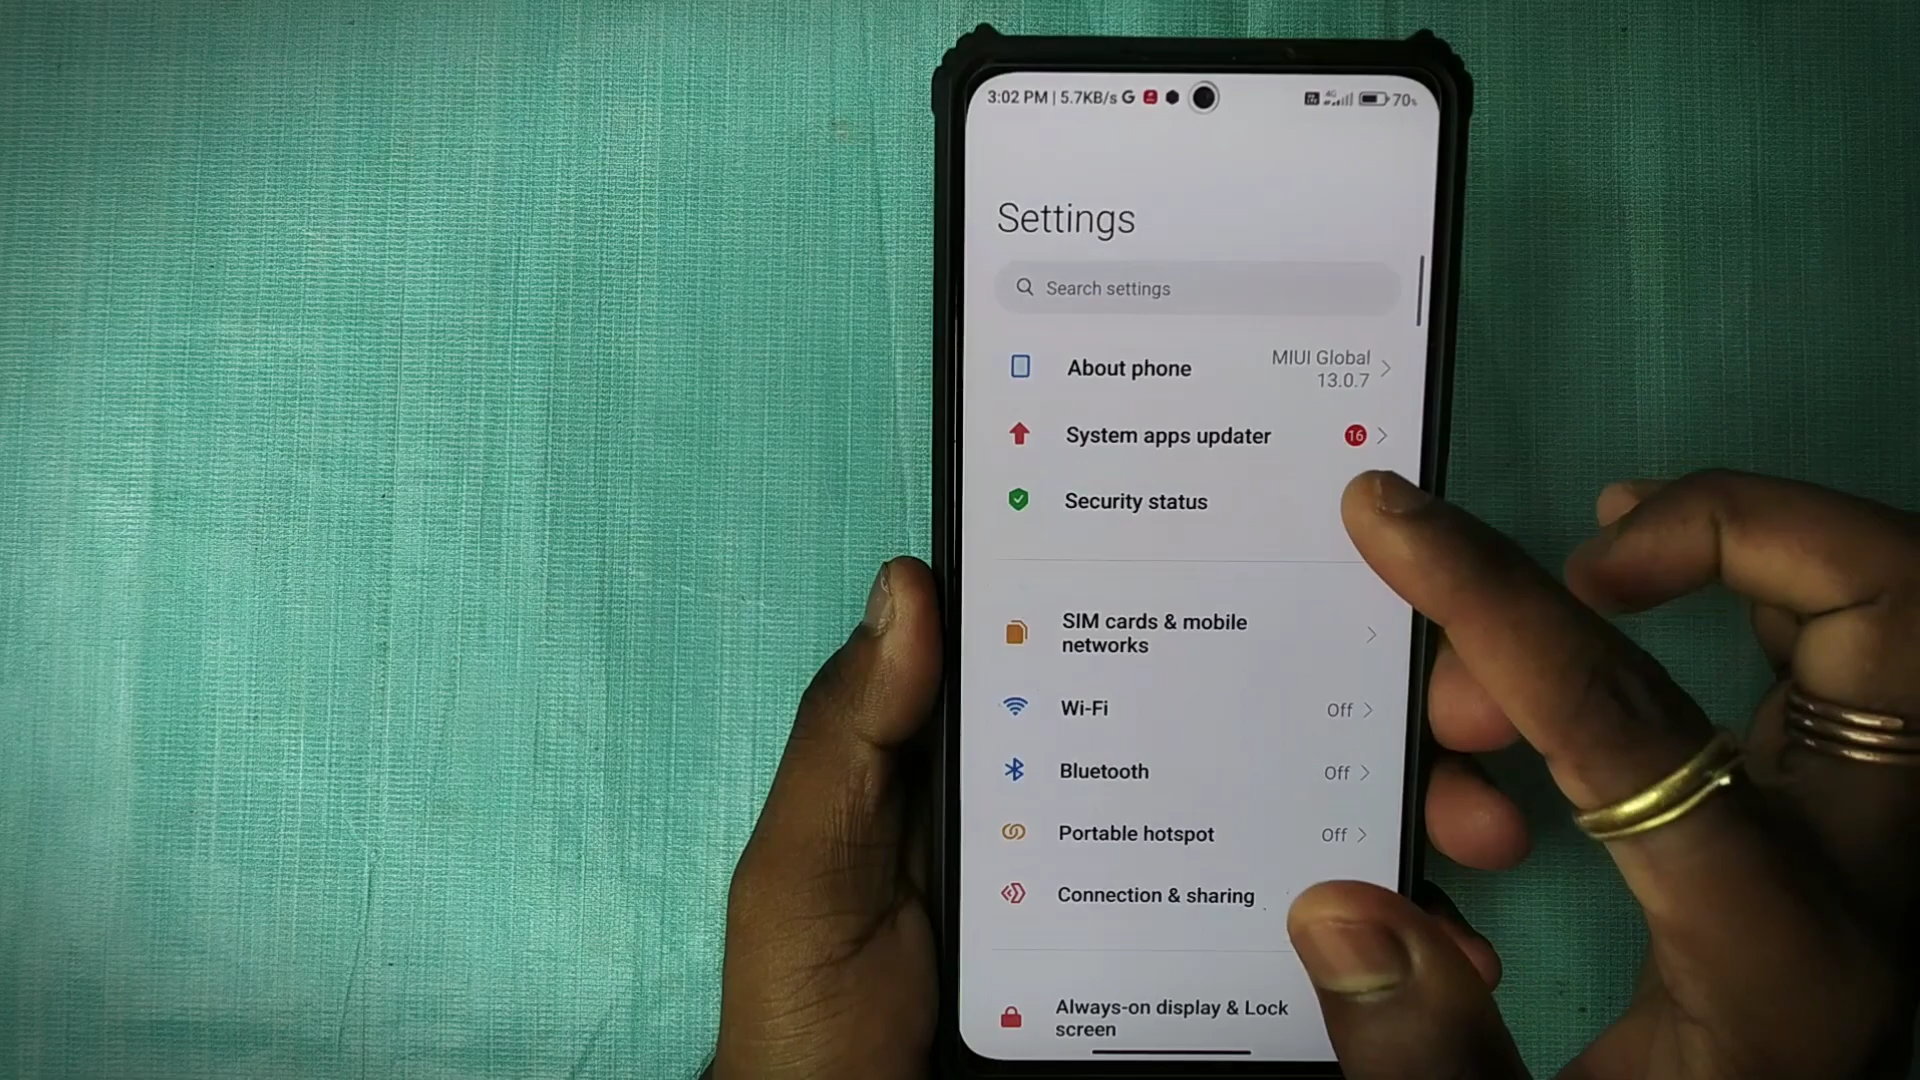 3:02 PM | 5.7KB/s G 4G 70%
Settings
Search settings
About phone
MIUI Global
13.0.7
System apps updater 16
Security status
SIM cards & mobile
networks
Wi-Fi Off
Bluetooth Off
Portable hotspot Off
Connection & sharing
Always-on display & Lock
screen